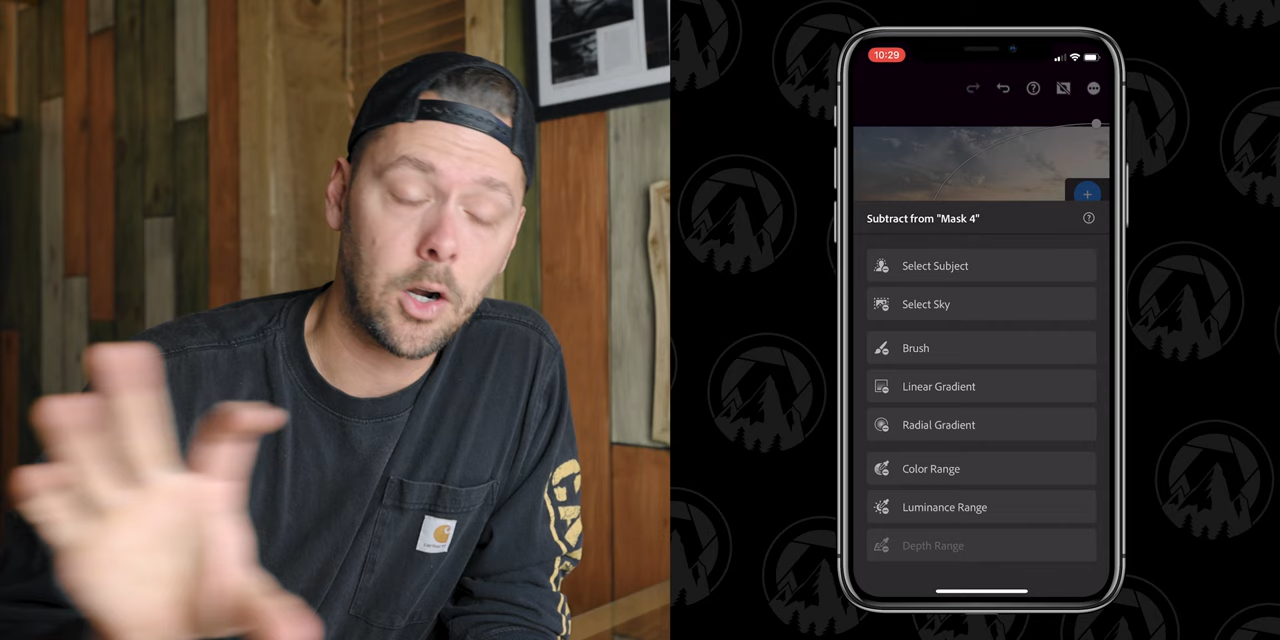 10:29
Subtract from "Mask 4"
Select Subject
Select Sky
Brush
Linear Gradient
Radial Gradient
Color Range
Luminance Range
Depth Range